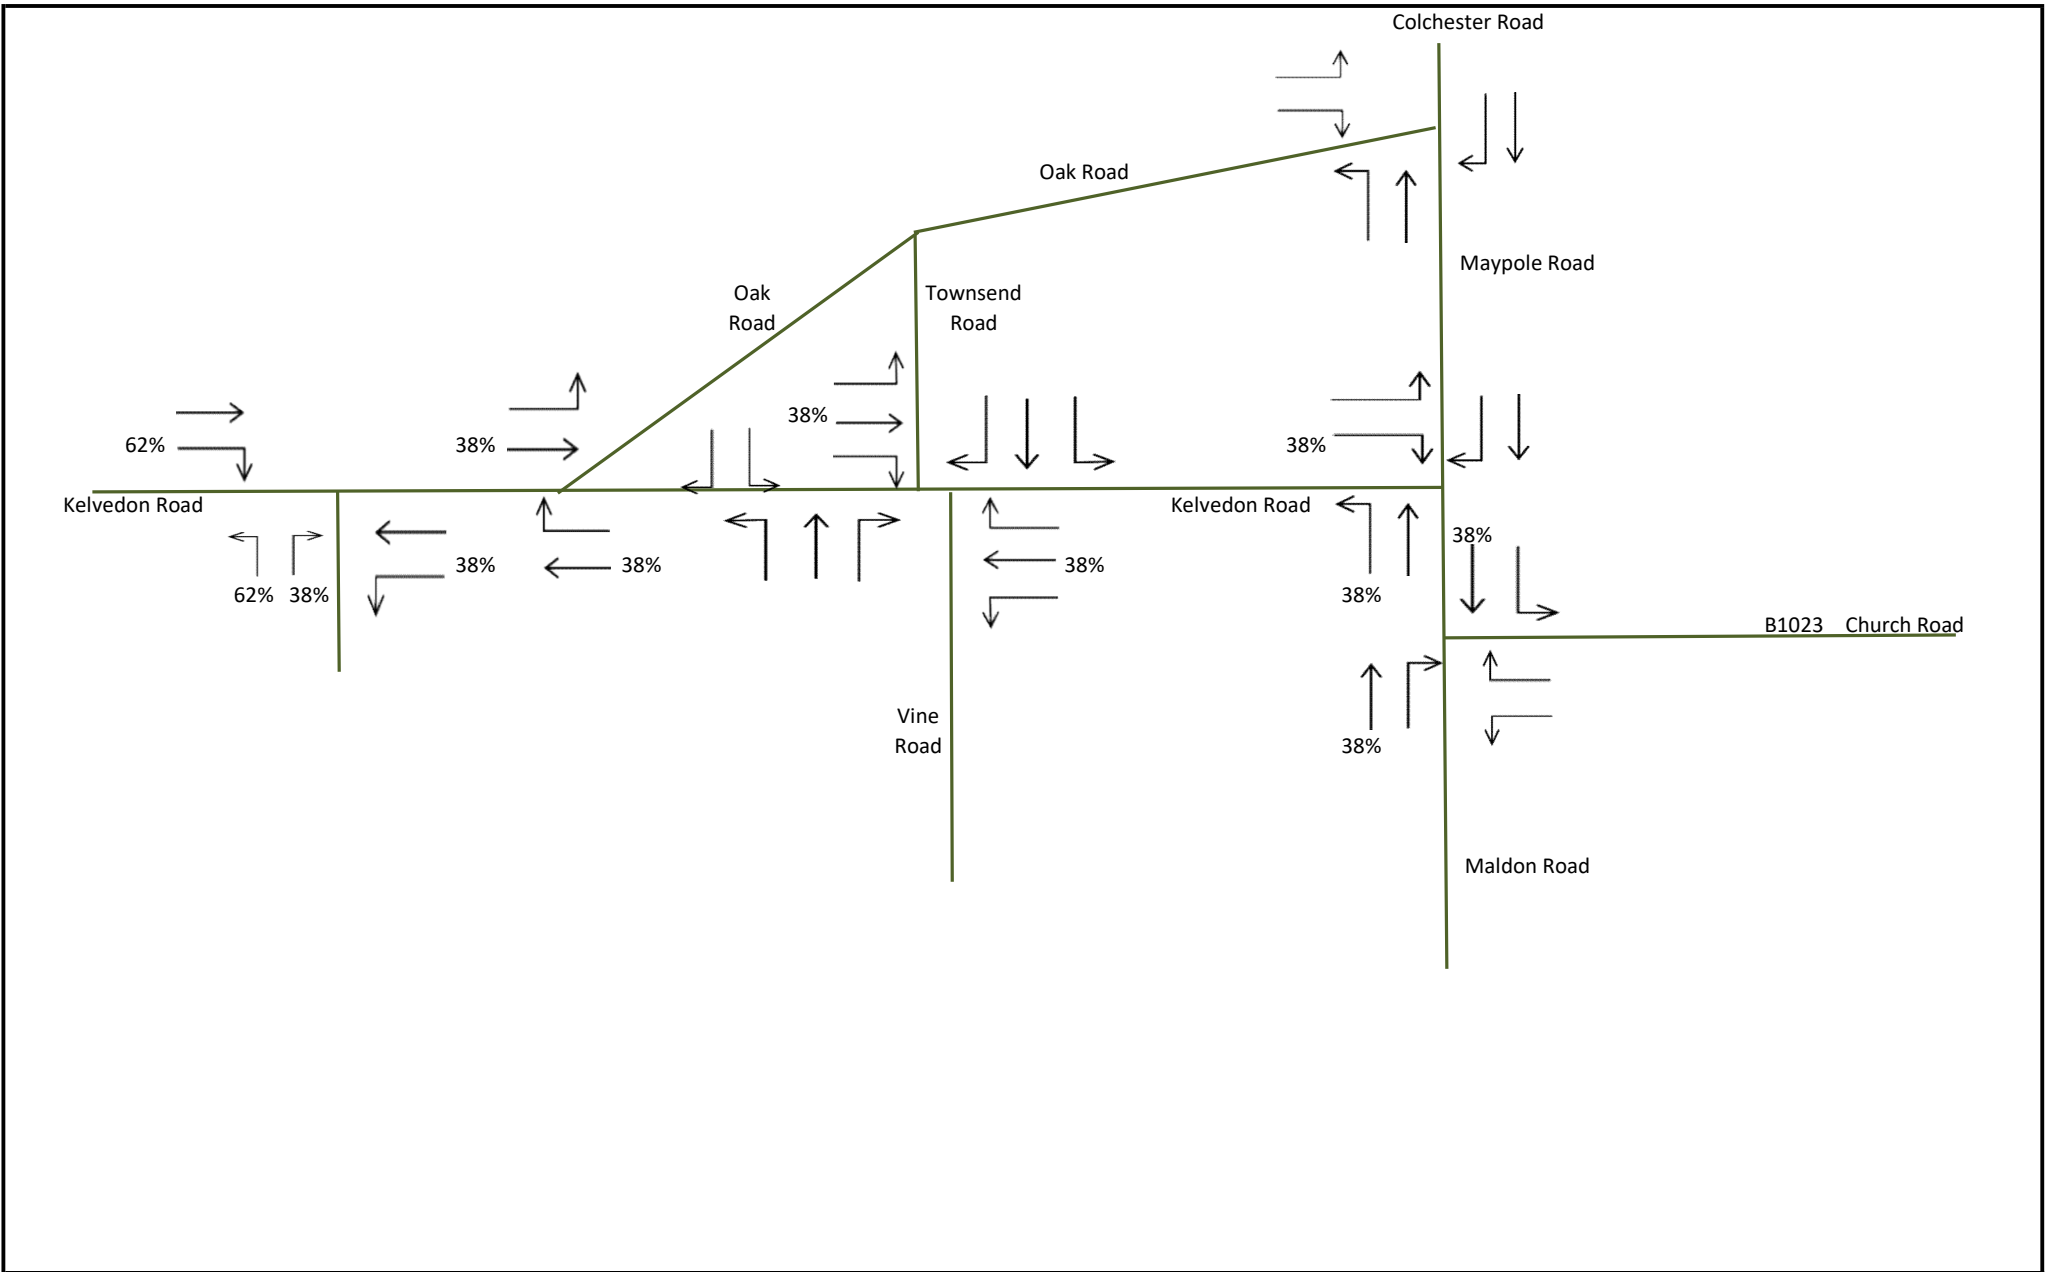 Colchester Road
Oak Road
Maypole Road
Oak
Road
Townsend
Road
38%
62%
38%
38%
Kelvedon Road
Kelvedon Road
38%
38%
38%
38%
62% 38%
38%
B1023 Church Road
Vine
Road
38%
Maldon Road